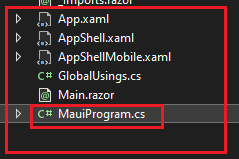 _Imports.razor
App.xaml
AppShell.xaml
AppShellMobile.xaml
C# GlobalUsings.cs
@ Main.razor
C# MauiProgram.cs